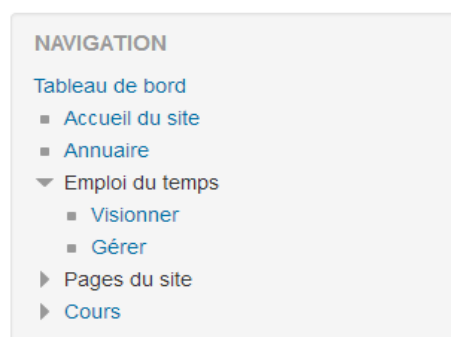 NAVIGATION
Tableau de bord
Accueil du site
Annuaire
Emploi du temps
Visionner
Gérer
Pages du site
Cours